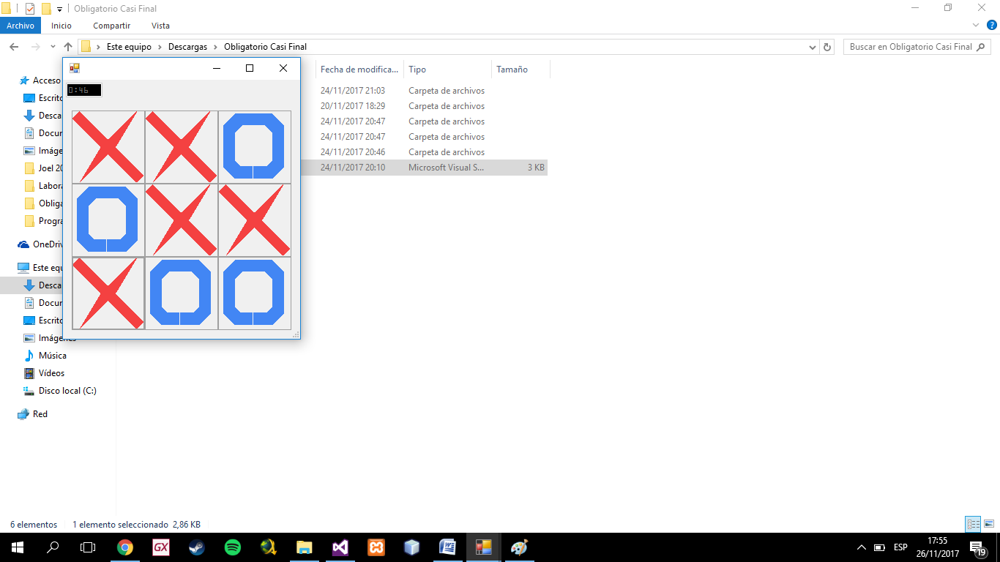 Obligatorio Casi Final
Archivo Inicio Compartir Vista
Este equipo Descargas Obligatorio Casi Final
Buscar en Obligatorio Casi Final
Fecha de modifica... Tipo Tamaño
24/11/2017 21:03 Carpeta de archivos
20/11/2017 18:29 Carpeta de archivos
24/11/2017 20:47 Carpeta de archivos
24/11/2017 20:47 Carpeta de archivos
24/11/2017 20:46 Carpeta de archivos
24/11/2017 20:10 Microsoft Visual S... 3 KB
0:46
Acceso
Escrito
Desca
Docum
Imáge
Joel 20
Labora
Obliga
Progra
OneDriv
Este equ
Desca
Docum
Escrito
Imágenes
Música
Vídeos
Disco local (C:)
Red
6 elementos 1 elemento seleccionado 2,86 KB
GX
ESP
17:55
26/11/2017
19